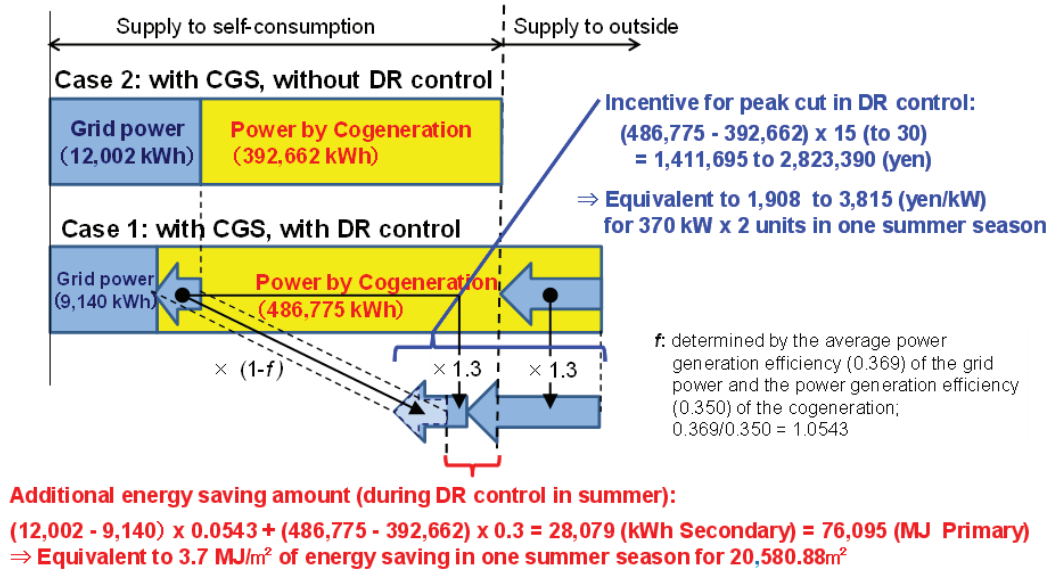 Supply to self-consumption
Supply to outside
Case 2: with CGS, without DR control
Grid power
(12,002 kWh)
Power by Cogeneration
(392,662 kWh)
Incentive for peak cut in DR control:
(486,775 - 392,662) x 15 (to 30)
= 1,411,695 to 2,823,390 (yen)
⇒ Equivalent to 1,908 to 3,815 (yen/kW)
for 370 kW x 2 units in one summer season
Case 1: with CGS, with DR control
Grid power
(9,140 kWh)
Power by Cogeneration
(486,775 kWh)
× (1-f)
× 1.3
× 1.3
f: determined by the average power
generation efficiency (0.369) of the grid
power and the power generation efficiency
(0.350) of the cogeneration;
0.369/0.350 = 1.0543
Additional energy saving amount (during DR control in summer):
(12,002 - 9,140) x 0.0543 + (486,775 - 392,662) x 0.3 = 28,079 (kWh Secondary) = 76,095 (MJ Primary)
⇒ Equivalent to 3.7 MJ/m² of energy saving in one summer season for 20,580.88m²